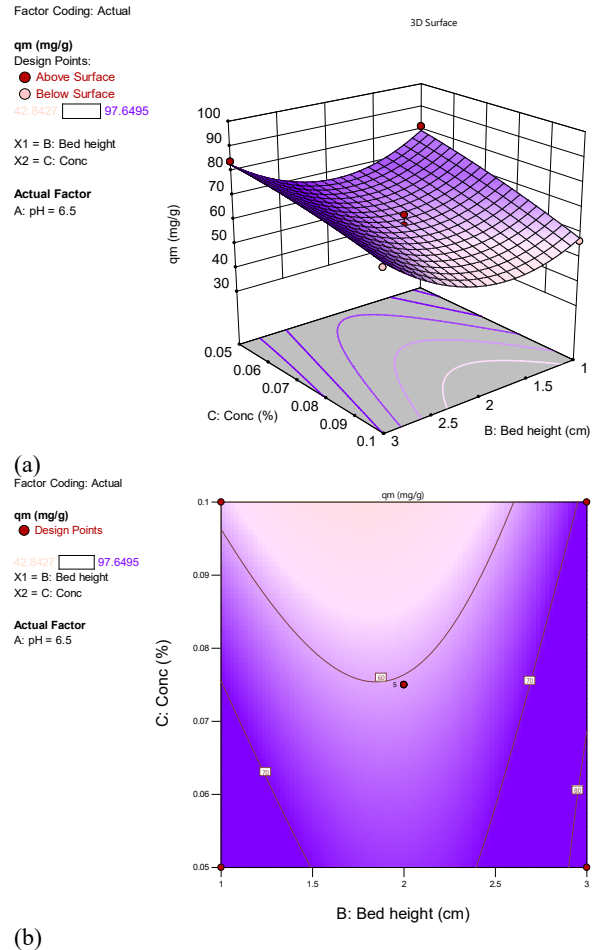 Factor Coding: Actual
3D Surface
qm (mg/g)
Design Points:
Above Surface
Below Surface
42.8427 97.6495
X1 = B: Bed height
X2 = C: Conc
Actual Factor
A: pH = 6.5
100
90
80
70
60
50
40
30
qm (mg/g)
0.05
0.06
0.07
0.08
0.09
0.1
C: Conc (%)
3
2.5
2
1.5
1
B: Bed height (cm)
(a)
Factor Coding: Actual
qm (mg/g)
qm (mg/g)
Design Points
42.8427 97.6495
X1 = B: Bed height
X2 = C: Conc
Actual Factor
A: pH = 6.5
0.1
0.09
0.08
0.07
0.06
0.05
C: Conc (%)
60
5
70
70
80
1
1.5
2
2.5
3
B: Bed height (cm)
(b)